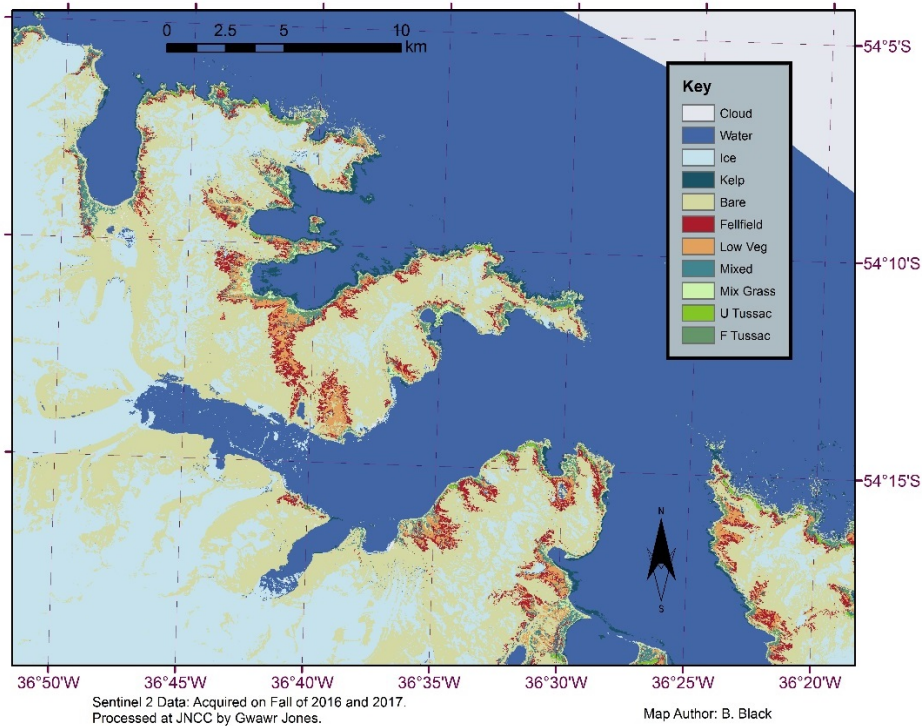 0 2.5 5 10
km
54°5'S
Key
Cloud
Water
Ice
Kelp
Bare
Fellfield
Low Veg
Mixed
Mix Grass
U Tussac
F Tussac
54°10'S
54°15'S
N
S
36°50'W 36°45'W 36°40'W 36°35'W 36°30'W 36°25'W 36°20'W
Sentinel 2 Data: Acquired on Fall of 2016 and 2017.
Processed at JNCC by Gwawr Jones.
Map Author: B. Black